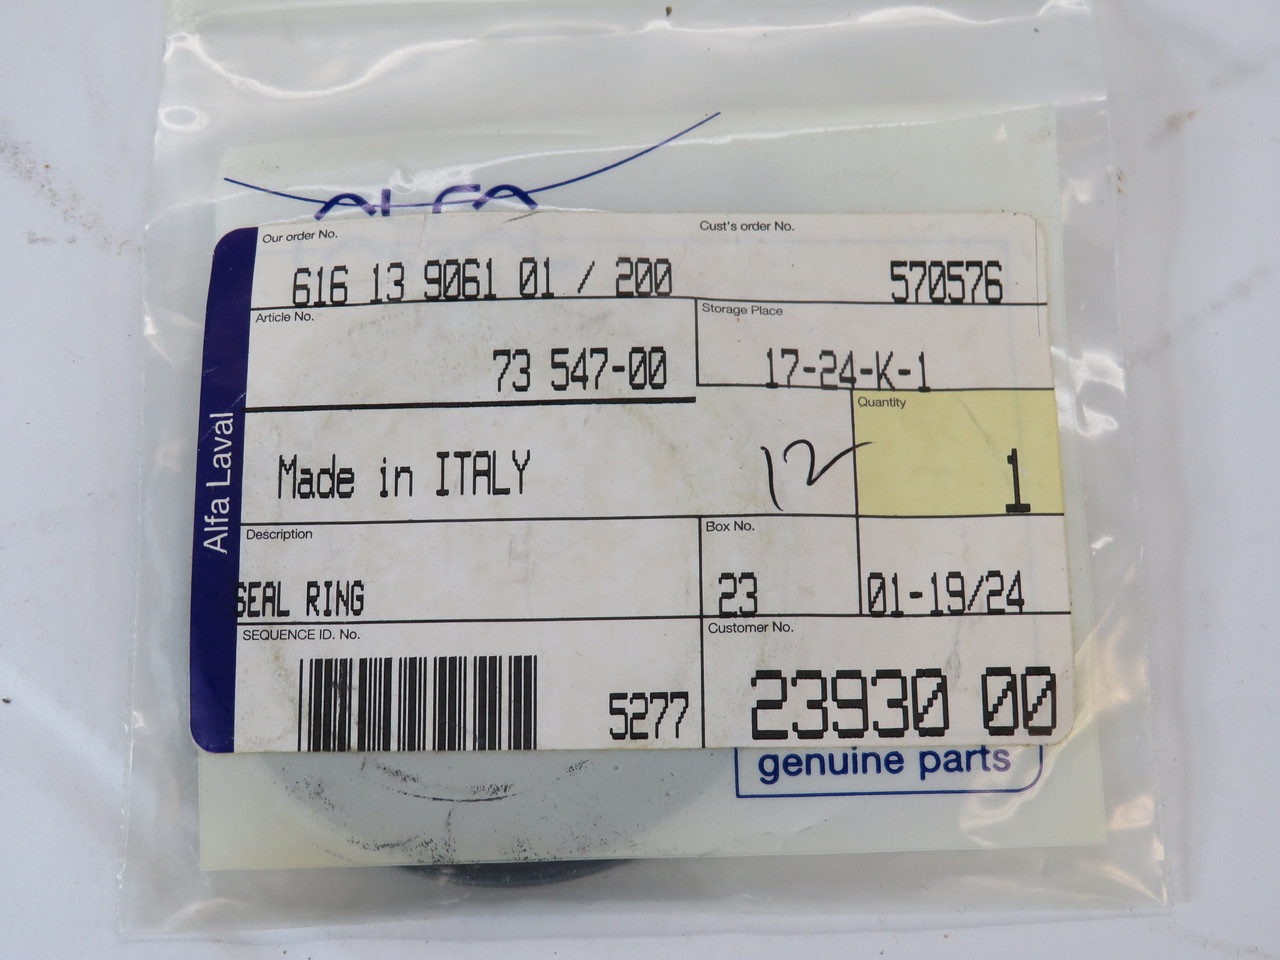 ALFA
Our order No.
Cust's order No.
616 13 9061 01 / 200
570576
Article No.
Storage Place
73 547-00
17-24-K-1
Quantity
Alfa Laval
Made in ITALY
12
1
Description
Box No.
SEAL RING
23
01-19/24
SEQUENCE ID. No.
Customer No.
5277
23930 00
genuine parts